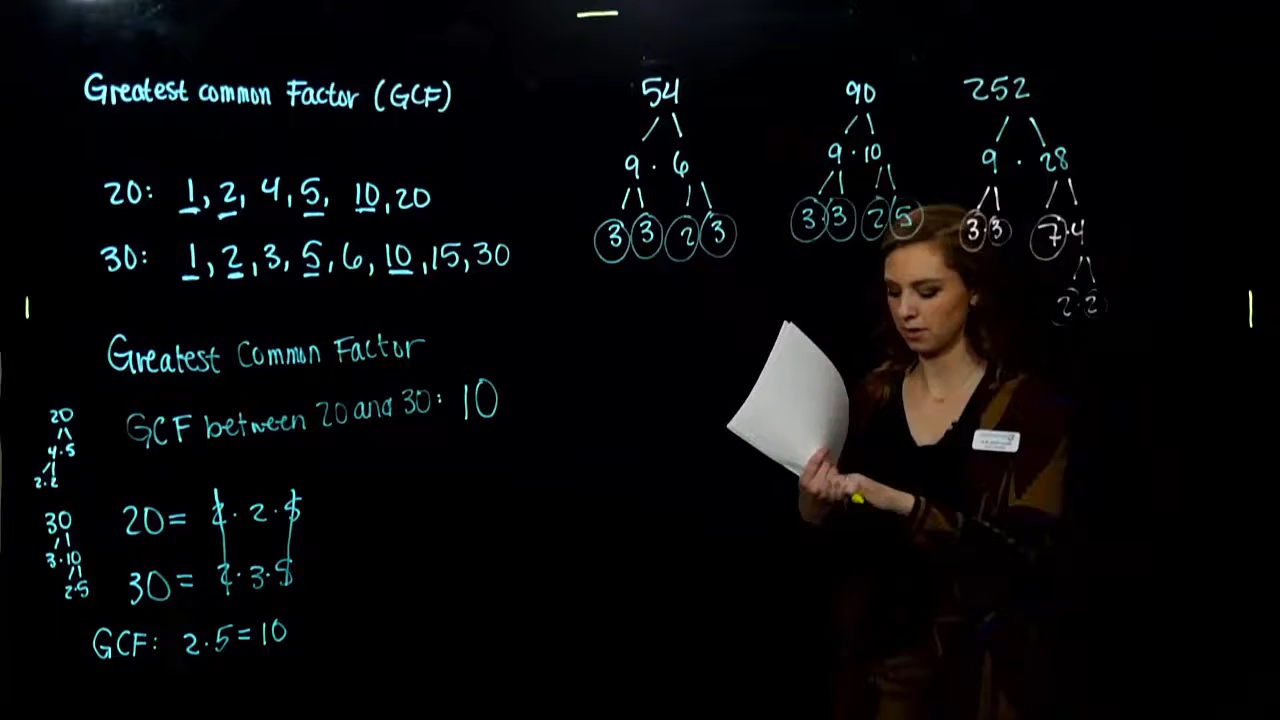 Greatest common Factor (GCF)
20: 1, 2, 4, 5, 10, 20
30: 1, 2, 3, 5, 6, 10, 15, 30
Greatest Common Factor
GCF between 20 and 30: 10
20
4·5
2·2
30
3·10
2·5
20 = 2·2·5
30 = 2·3·5
GCF: 2·5=10
54
9·6
3 3 2 3
90
9·10
3·3 2 5
252
9·28
3·3 7·4
2·2